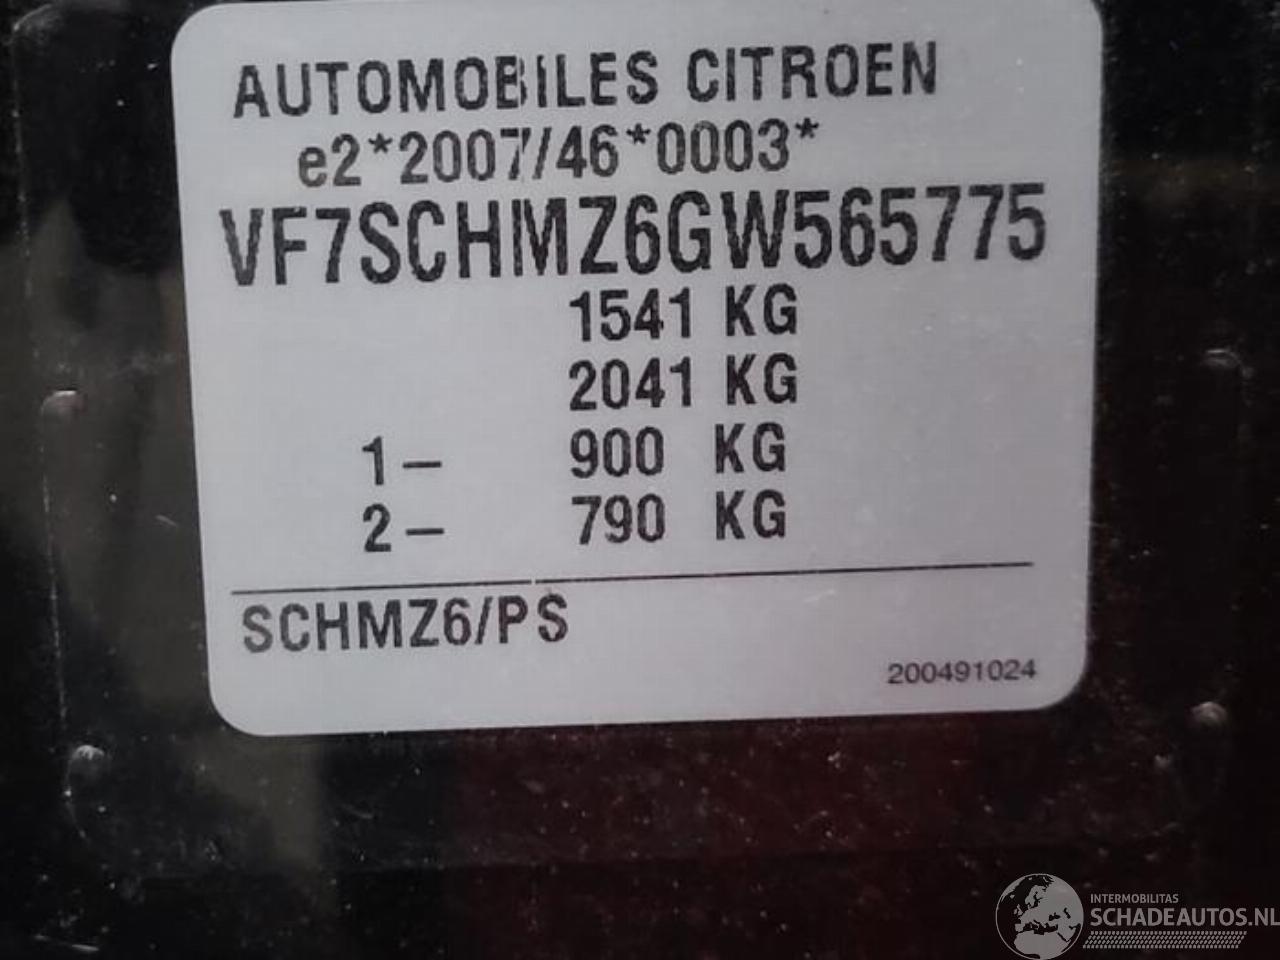 AUTOMOBILES CITROEN
e2*2007/46*0003*
VF7SCHMZ6GW565775
1541 KG
2041 KG
1- 900 KG
2- 790 KG
SCHMZ6/PS
200491024
INTERMOBILITAS
SCHADEAUTOS.NL